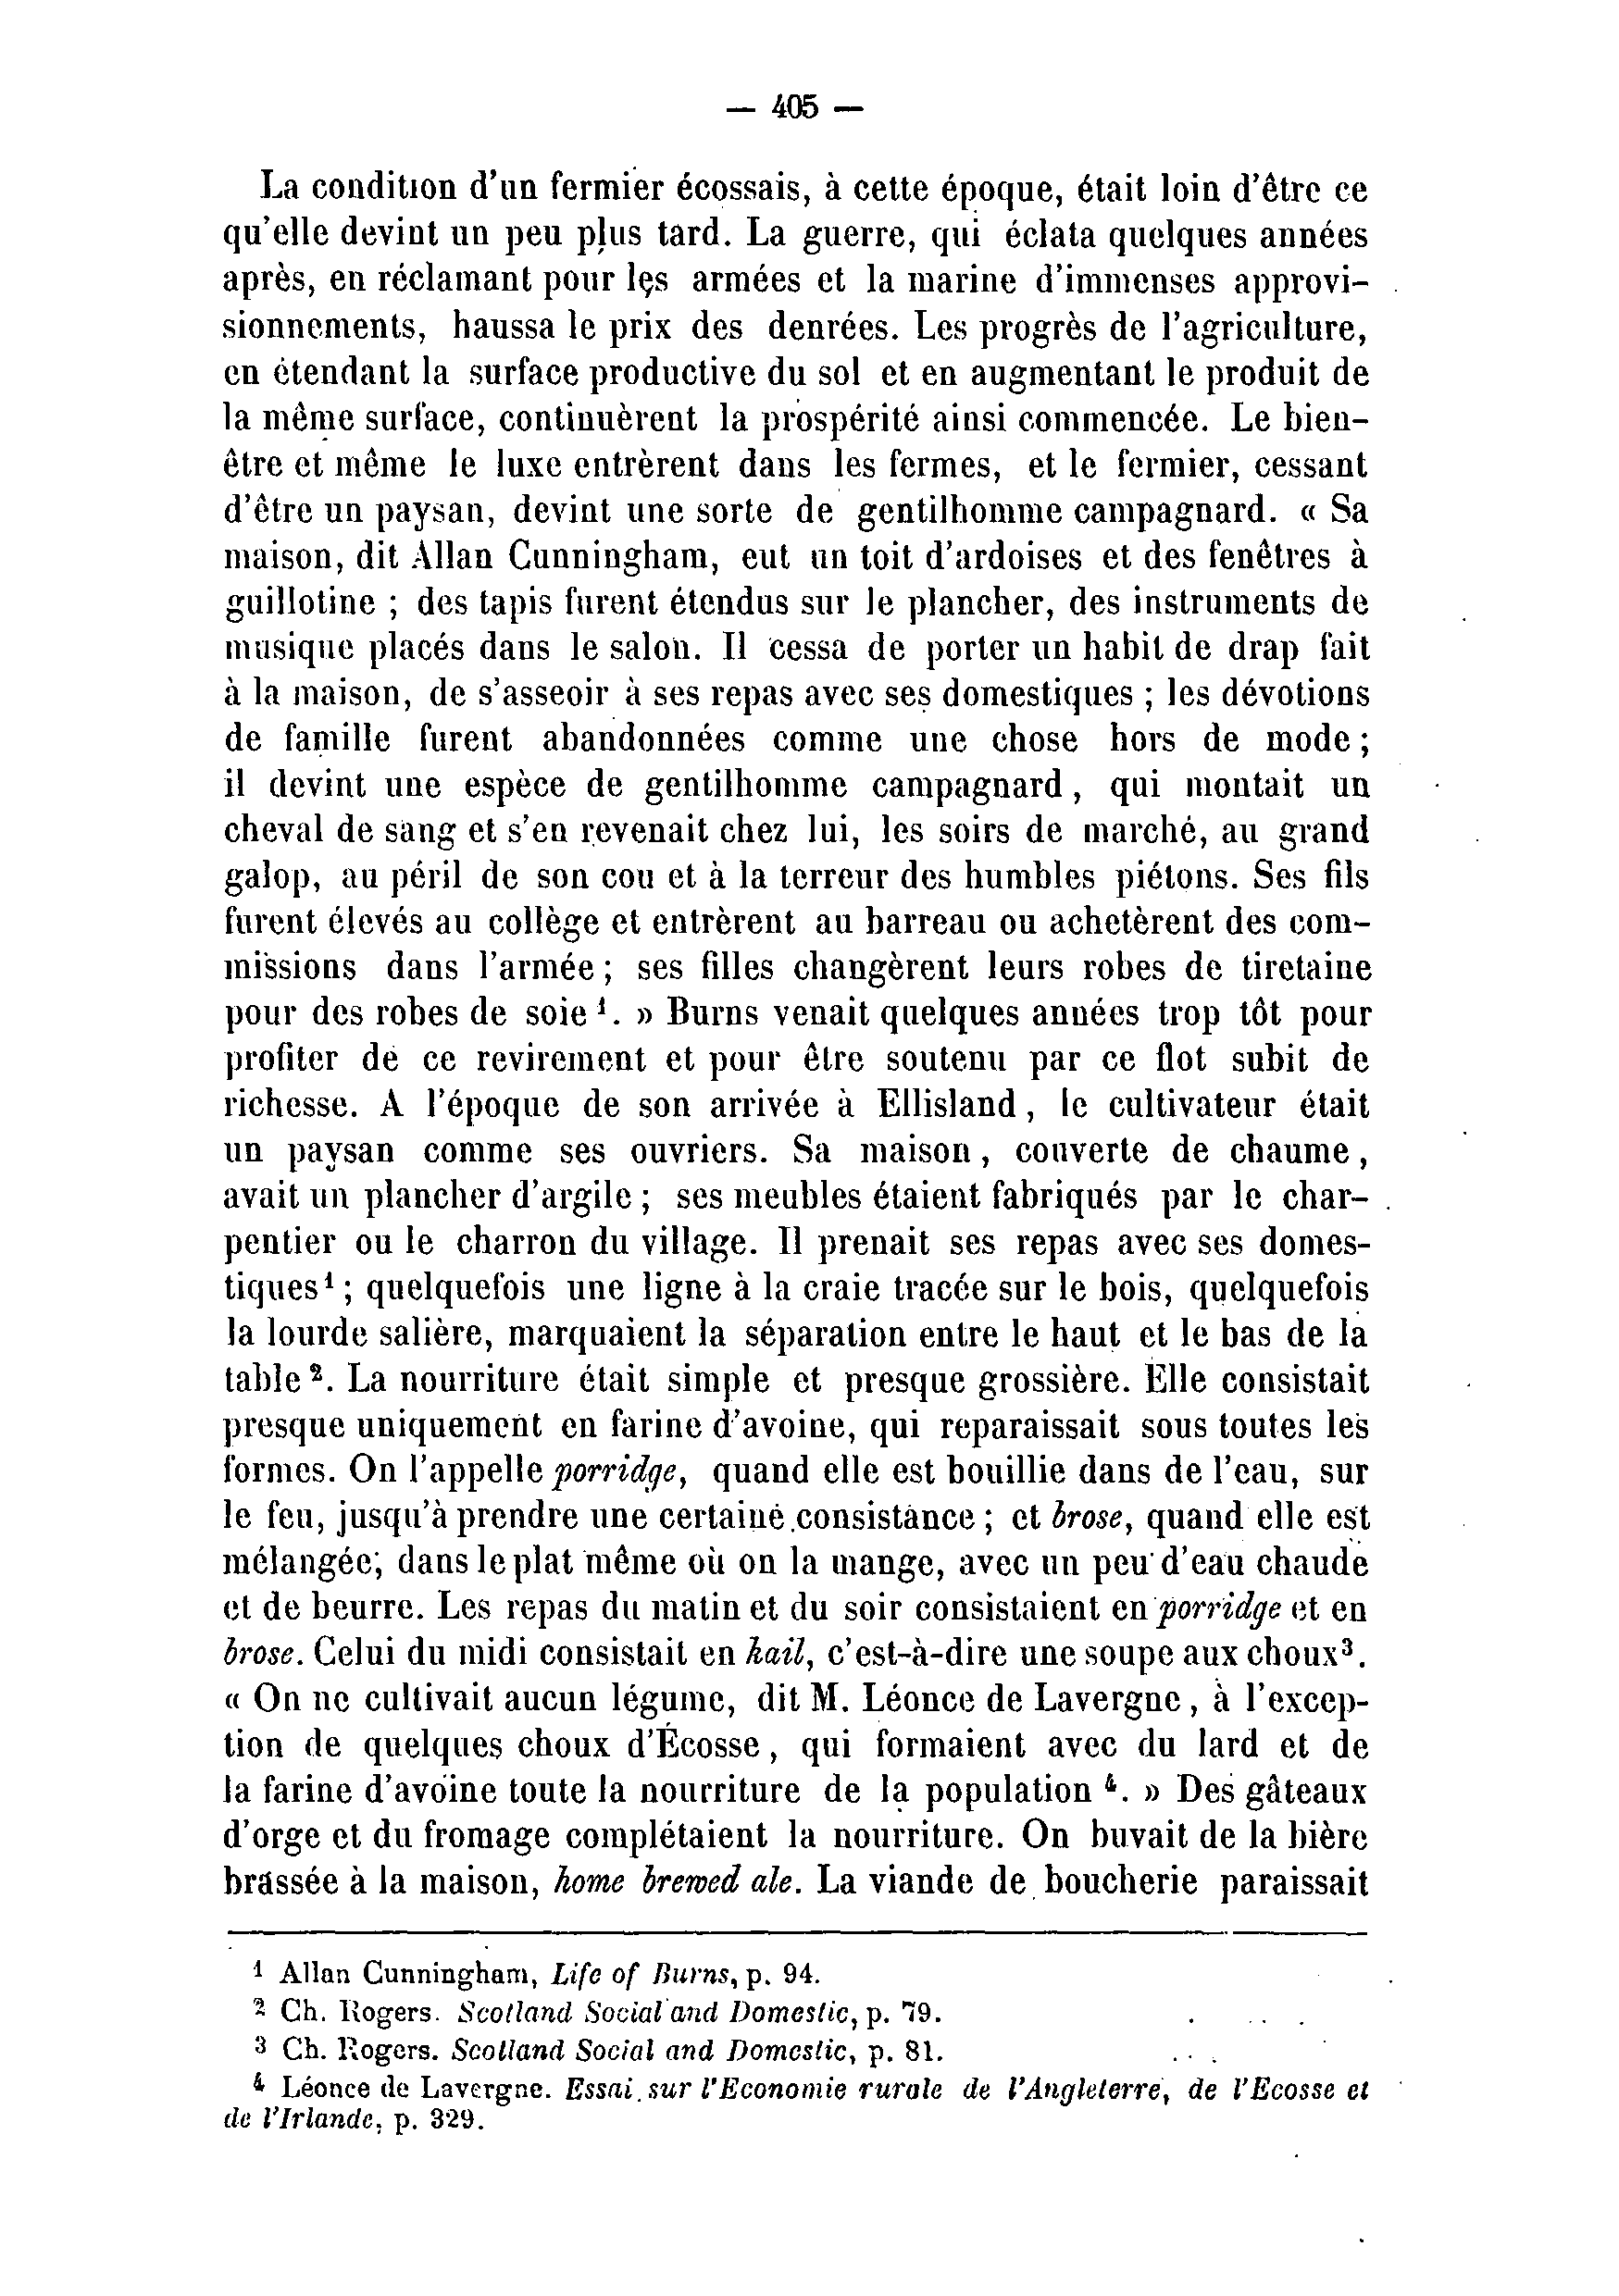 — 405 —
La condition d'un fermier écossais, à cette époque, était loin d'être ce
qu'elle devint un peu plus tard. La guerre, qui éclata quelques années
après, en réclamant pour les armées et la marine d'immenses approvi-
sionnements, haussa le prix des denrées. Les progrès de l'agriculture,
en étendant la surface productive du sol et en augmentant le produit de
la même surface, continuèrent la prospérité ainsi commencée. Le bien-
être et même le luxe entrèrent dans les fermes, et le fermier, cessant
d'être un paysan, devint une sorte de gentilhomme campagnard. « Sa
maison, dit Allan Cunningham, eut un toit d'ardoises et des fenêtres à
guillotine ; des tapis furent étendus sur le plancher, des instruments de
musique placés dans le salon. Il cessa de porter un habit de drap fait
à la maison, de s'asseoir à ses repas avec ses domestiques ; les dévotions
de famille furent abandonnées comme une chose hors de mode ;
il devint une espèce de gentilhomme campagnard, qui montait un
cheval de sang et s'en revenait chez lui, les soirs de marché, au grand
galop, au péril de son cou et à la terreur des humbles piétons. Ses fils
furent élevés au collège et entrèrent au barreau ou achetèrent des com-
missions dans l'armée ; ses filles changèrent leurs robes de tiretaine
pour des robes de soie ¹. » Burns venait quelques années trop tôt pour
profiter de ce revirement et pour être soutenu par ce flot subit de
richesse. A l'époque de son arrivée à Ellisland, le cultivateur était
un paysan comme ses ouvriers. Sa maison, couverte de chaume,
avait un plancher d'argile ; ses meubles étaient fabriqués par le char-
pentier ou le charron du village. Il prenait ses repas avec ses domes-
tiques ¹ ; quelquefois une ligne à la craie tracée sur le bois, quelquefois
la lourde salière, marquaient la séparation entre le haut et le bas de la
table ². La nourriture était simple et presque grossière. Elle consistait
presque uniquement en farine d'avoine, qui reparaissait sous toutes les
formes. On l'appelle porridge, quand elle est bouillie dans de l'eau, sur
le feu, jusqu'à prendre une certaine consistance ; et brose, quand elle est
mélangée, dans le plat même où on la mange, avec un peu d'eau chaude
et de beurre. Les repas du matin et du soir consistaient en porridge et en
brose. Celui du midi consistait en kail, c'est-à-dire une soupe aux choux ³.
« On ne cultivait aucun légume, dit M. Léonce de Lavergne, à l'excep-
tion de quelques choux d'Écosse, qui formaient avec du lard et de
la farine d'avoine toute la nourriture de la population ⁴. » Des gâteaux
d'orge et du fromage complétaient la nourriture. On buvait de la bière
brassée à la maison, home brewed ale. La viande de boucherie paraissait
¹ Allan Cunningham, Life of Burns, p. 94.
² Ch. Rogers. Scotland Social and Domestic, p. 79.
³ Ch. Rogers. Scotland Social and Domestic, p. 81.
⁴ Léonce de Lavergne. Essai sur l'Economie rurale de l'Angleterre, de l'Ecosse et
de l'Irlande, p. 329.